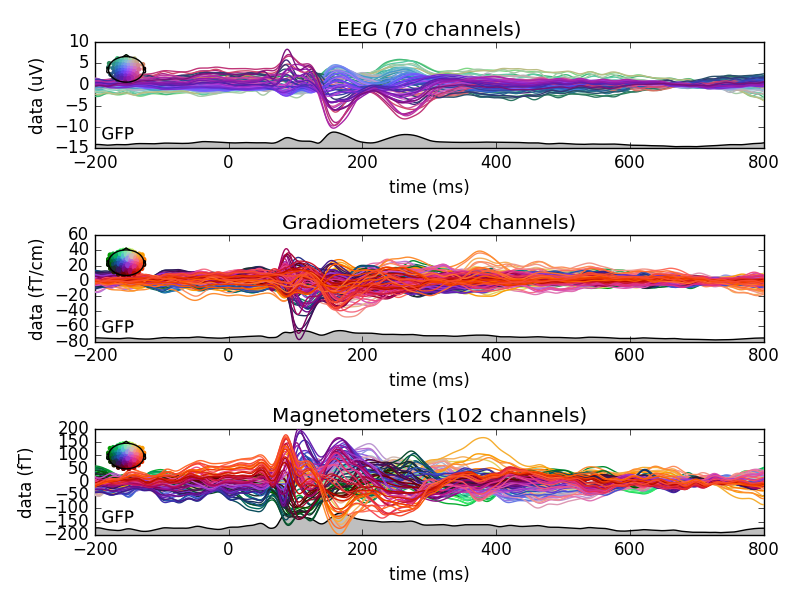 EEG (70 channels)
10
5
0
−5
−10
−15
data (uV)
GFP
−200 0 200 400 600 800
time (ms)
Gradiometers (204 channels)
60
40
20
0
−20
−40
−60
−80
data (fT/cm)
GFP
−200 0 200 400 600 800
time (ms)
Magnetometers (102 channels)
200
150
100
50
0
−50
−100
−150
−200
data (fT)
GFP
−200 0 200 400 600 800
time (ms)